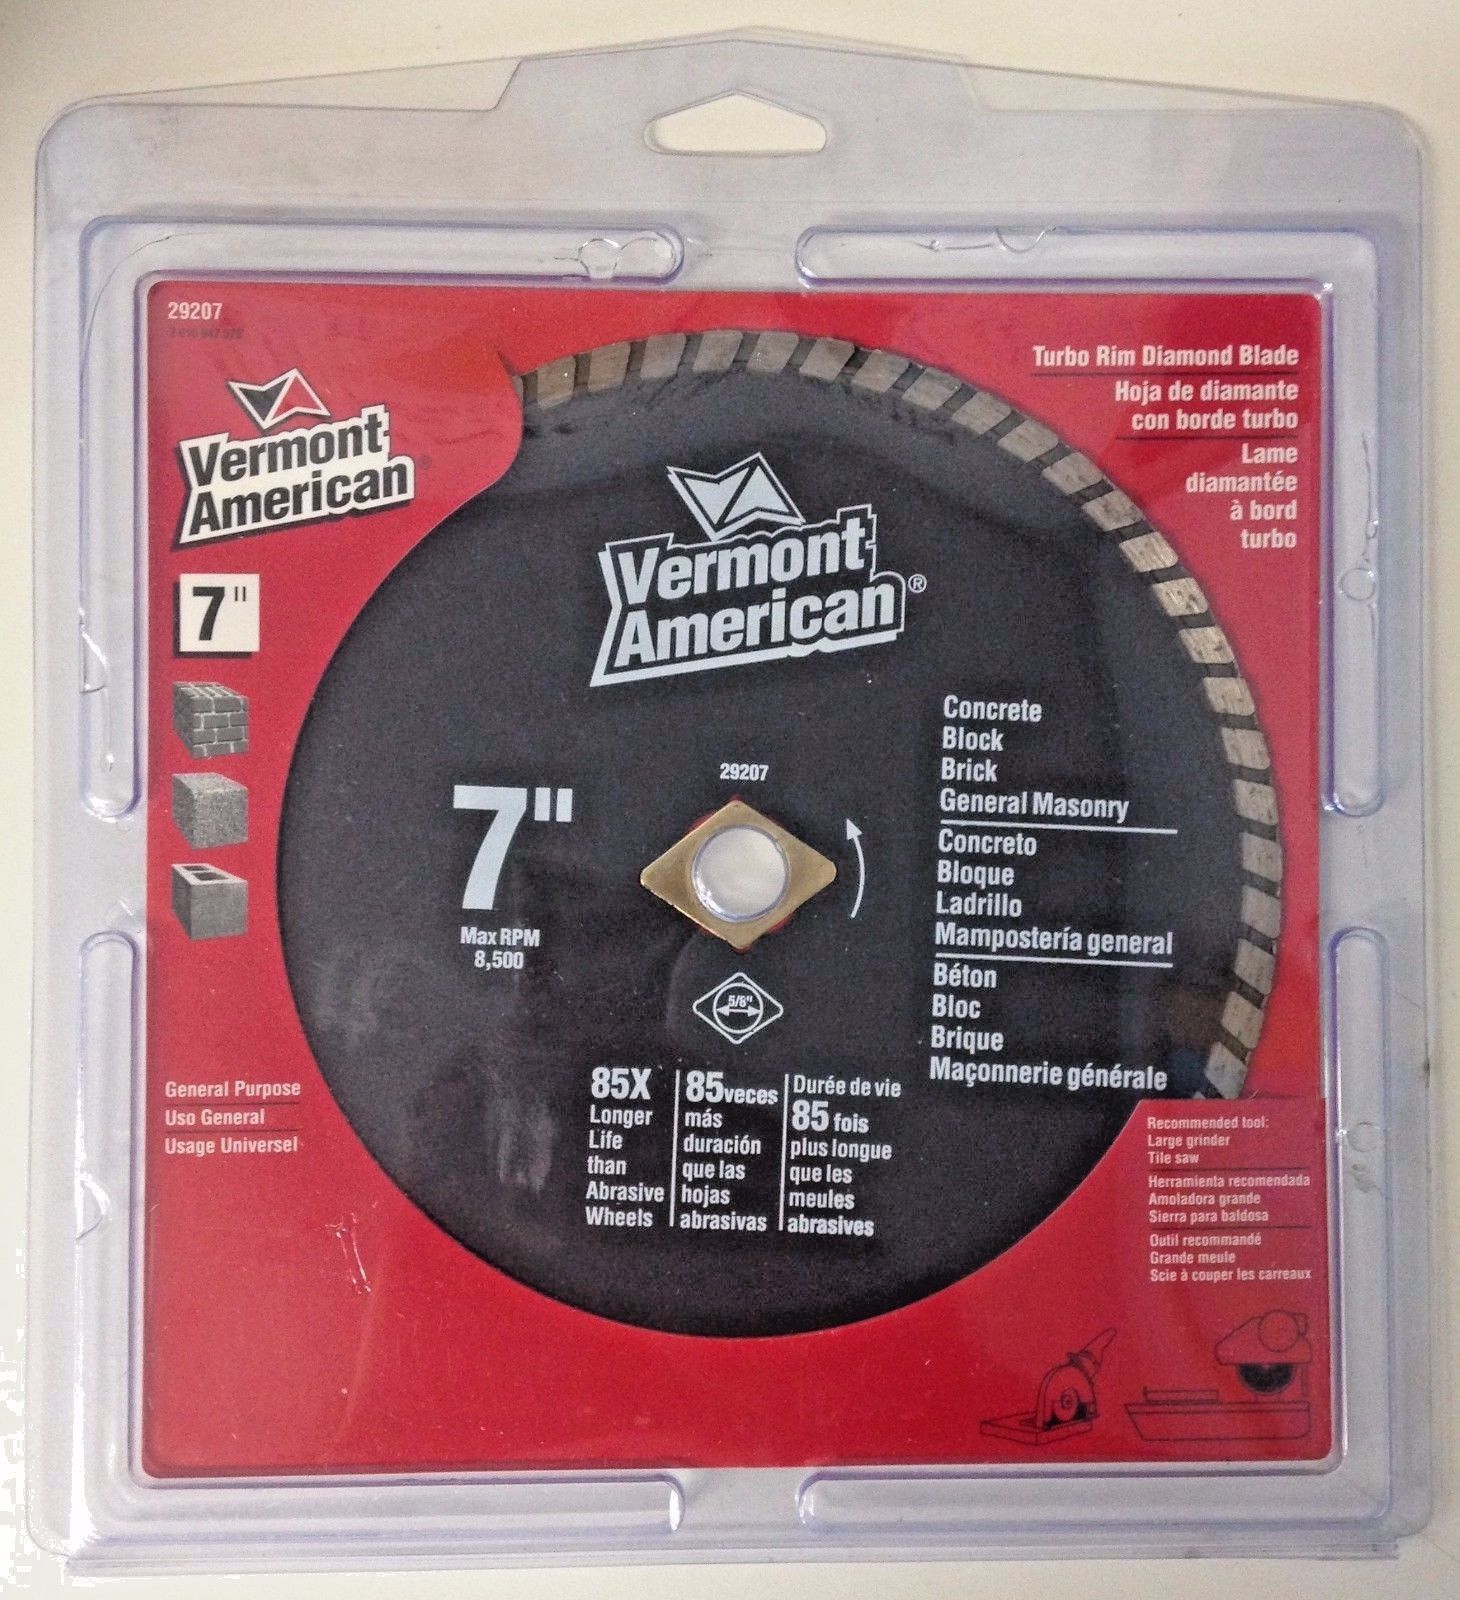 29207
Vermont
American
7"
Turbo Rim Diamond Blade
Hoja de diamante
con borde turbo
Lame
diamantée
à bord
turbo
Vermont
American®
29207
7"
Max RPM
8,500
5/8"
Concrete
Block
Brick
General Masonry
Concreto
Bloque
Ladrillo
Mampostería general
Béton
Bloc
Brique
Maçonnerie générale
85X
Longer
Life
than
Abrasive
Wheels
85 veces
más
duración
que las
hojas
abrasivas
Durée de vie
85 fois
plus longue
que les
meules
abrasives
General Purpose
Uso General
Usage Universel
Recommended tool:
Large grinder
Tile saw
Herramienta recomendada
Amoladora grande
Sierra para baldosa
Outil recommandé
Grande meule
Scie à couper les carreaux